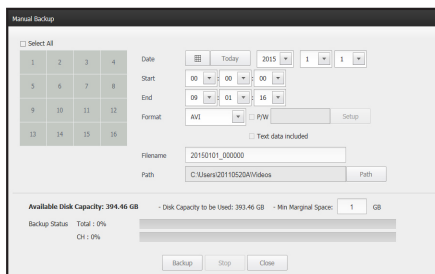 Manual Backup
Select All
1 2 3 4
5 6 7 8
9 10 11 12
13 14 15 16
Date Today 2015 1 1
Start 00 : 00 : 00
End 09 : 01 : 16
Format AVI P/W Setup
Text data included
Filename 20150101_000000
Path C:\Users\20110520A\Videos Path
Available Disk Capacity: 394.46 GB - Disk Capacity to be Used: 393.46 GB - Min Marginal Space: 1 GB
Backup Status Total : 0%
CH : 0%
Backup Stop Close